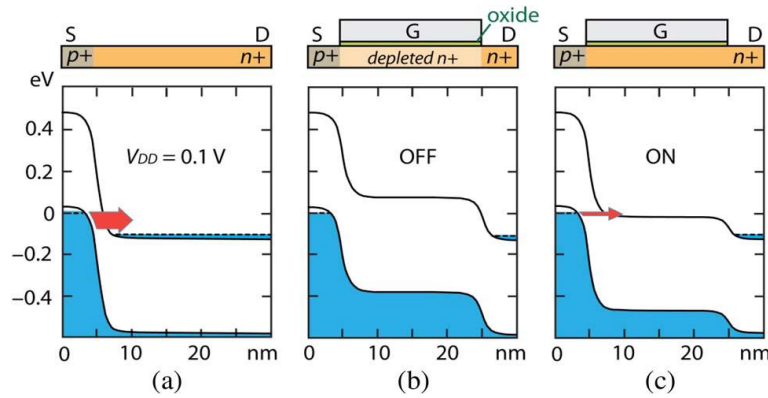 oxide
S D
p+ n+
S G D
p+ depleted n+ n+
S G D
p+ n+
eV
0.4
0.2
0
−0.2
−0.4
VDD = 0.1 V
OFF
ON
0 10 20 nm
0 10 20 nm
0 10 20 nm
(a) (b) (c)